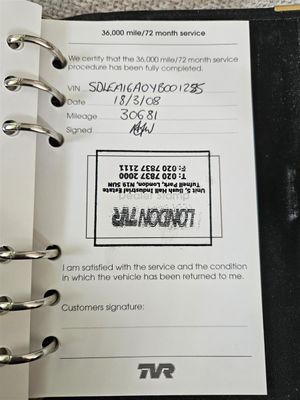 36,000 mile/72 month service
We certify that the 36,000 mile/72 month service
procedure has been fully completed.
VIN SDLEA16A0YB001285
Date 18/3/08
Mileage 30681
Signed
LONDON TVR
dealer stamp
Unit 5, Bush Hall Industrial Estate
Tufnell Park, London, N15 5UN
T: 020 7837 2000
F: 020 7837 2111
I am satisfied with the service and the condition
in which the vehicle has been returned to me.
Customers signature:
TVR